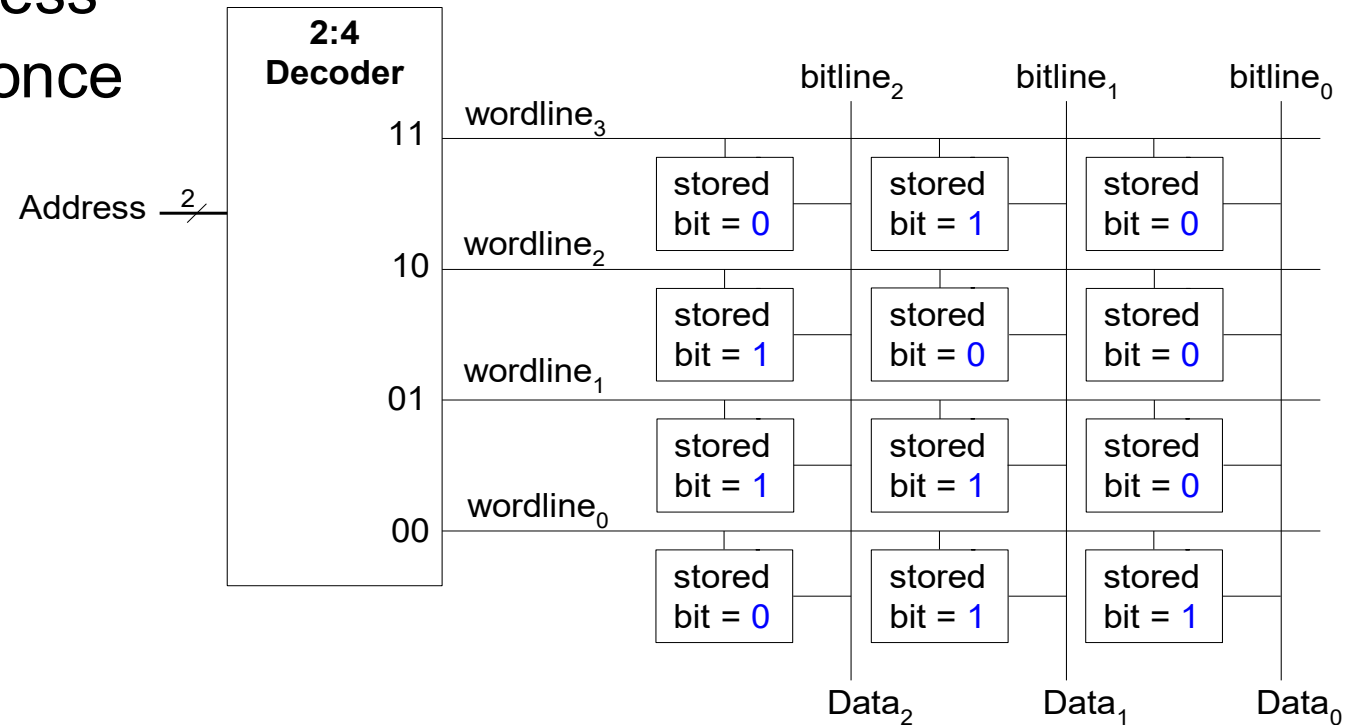 ess
once
2:4
Decoder
bitline₂ bitline₁ bitline₀
wordline₃
11
stored stored stored
bit = 0 bit = 1 bit = 0
Address 2
wordline₂
10
stored stored stored
bit = 1 bit = 0 bit = 0
wordline₁
01
stored stored stored
bit = 1 bit = 1 bit = 0
wordline₀
00
stored stored stored
bit = 0 bit = 1 bit = 1
Data₂ Data₁ Data₀